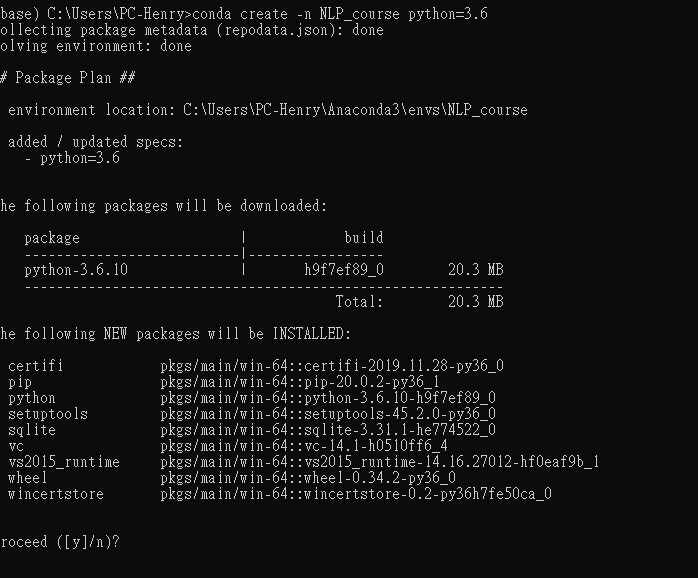 base) C:\Users\PC-Henry>conda create -n NLP_course python=3.6
ollecting package metadata (repodata.json): done
olving environment: done
# Package Plan ##
environment location: C:\Users\PC-Henry\Anaconda3\envs\NLP_course
added / updated specs:
- python=3.6
he following packages will be downloaded:
package | build
---------------------------|-----------------
python-3.6.10 | h9f7ef89_0 20.3 MB
------------------------------------------------------------
Total: 20.3 MB
he following NEW packages will be INSTALLED:
certifi pkgs/main/win-64::certifi-2019.11.28-py36_0
pip pkgs/main/win-64::pip-20.0.2-py36_1
python pkgs/main/win-64::python-3.6.10-h9f7ef89_0
setuptools pkgs/main/win-64::setuptools-45.2.0-py36_0
sqlite pkgs/main/win-64::sqlite-3.31.1-he774522_0
vc pkgs/main/win-64::vc-14.1-h0510ff6_4
vs2015_runtime pkgs/main/win-64::vs2015_runtime-14.16.27012-hf0eaf9b_1
wheel pkgs/main/win-64::wheel-0.34.2-py36_0
wincertstore pkgs/main/win-64::wincertstore-0.2-py36h7fe50ca_0
roceed ([y]/n)?